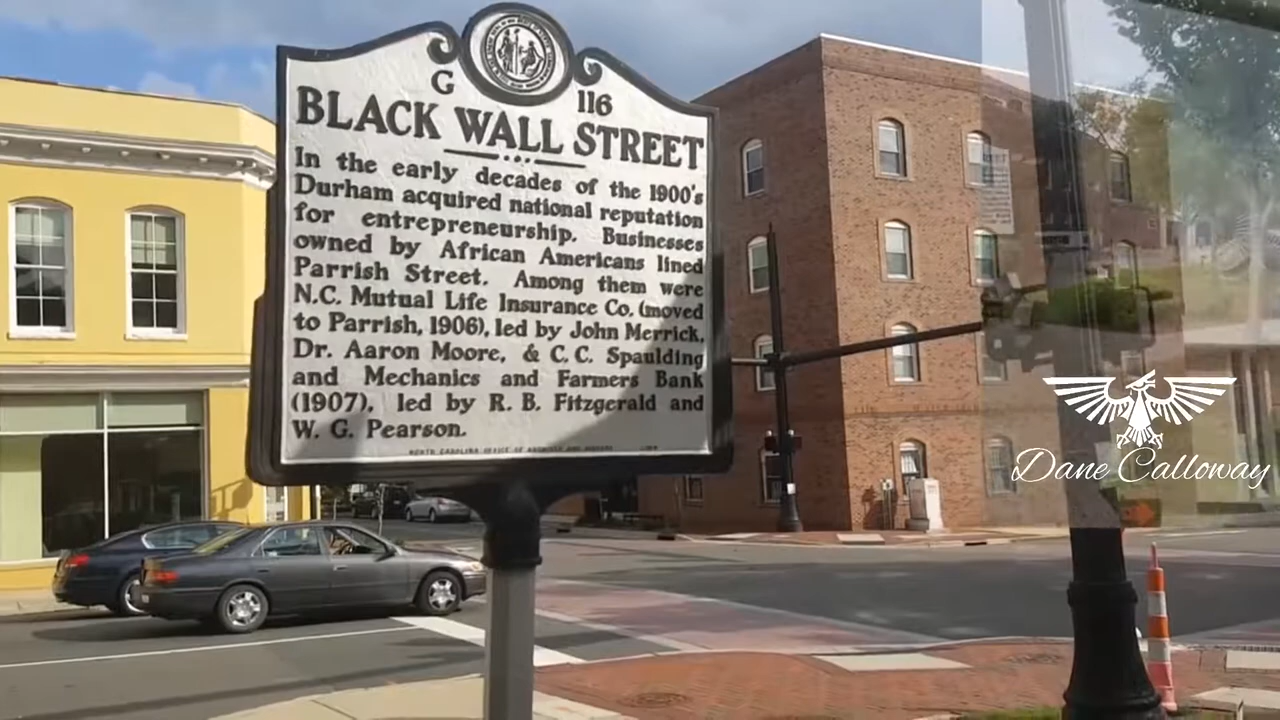 G 116
BLACK WALL STREET
In the early decades of the 1900's
Durham acquired national reputation
for entrepreneurship. Businesses
owned by African Americans lined
Parrish Street. Among them were
N.C. Mutual Life Insurance Co. (moved
to Parrish, 1906), led by John Merrick,
Dr. Aaron Moore, & C. C. Spaulding
and Mechanics and Farmers Bank
(1907), led by R. B. Fitzgerald and
W. G. Pearson.
NORTH CAROLINA OFFICE OF ARCHIVES AND HISTORY
Dane Calloway